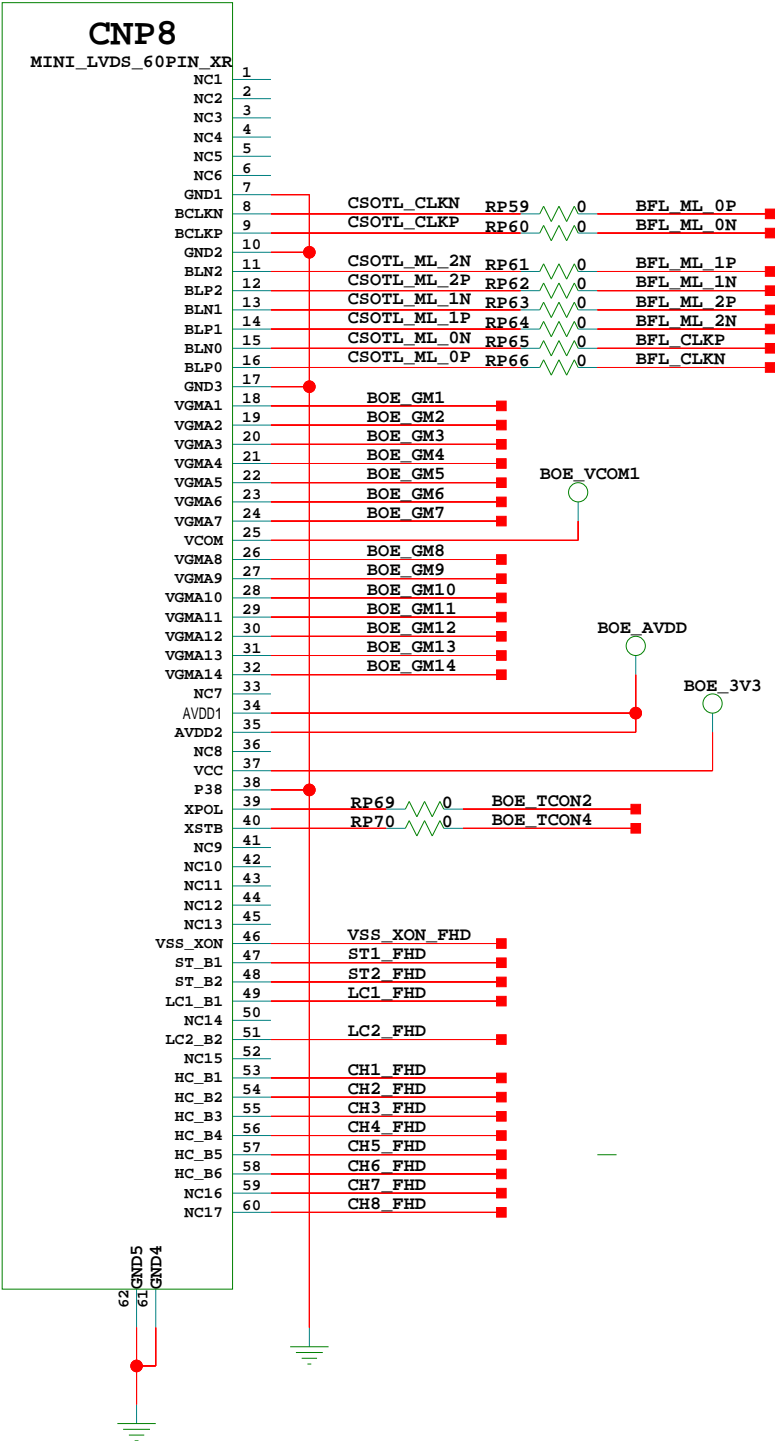 CNP8
MINI_LVDS_60PIN_XR
NC1 1
NC2 2
NC3 3
NC4 4
NC5 5
NC6 6
GND1 7
BCLKN 8 CSOTL_CLKN RP59 0 BFL_ML_0P
BCLKP 9 CSOTL_CLKP RP60 0 BFL_ML_0N
GND2 10
BLN2 11 CSOTL_ML_2N RP61 0 BFL_ML_1P
BLP2 12 CSOTL_ML_2P RP62 0 BFL_ML_1N
BLN1 13 CSOTL_ML_1N RP63 0 BFL_ML_2P
BLP1 14 CSOTL_ML_1P RP64 0 BFL_ML_2N
BLN0 15 CSOTL_ML_0N RP65 0 BFL_CLKP
BLP0 16 CSOTL_ML_0P RP66 0 BFL_CLKN
GND3 17
VGMA1 18 BOE_GM1
VGMA2 19 BOE_GM2
VGMA3 20 BOE_GM3
VGMA4 21 BOE_GM4
VGMA5 22 BOE_GM5
VGMA6 23 BOE_GM6
VGMA7 24 BOE_GM7
VCOM 25 BOE_VCOM1
VGMA8 26 BOE_GM8
VGMA9 27 BOE_GM9
VGMA10 28 BOE_GM10
VGMA11 29 BOE_GM11
VGMA12 30 BOE_GM12
VGMA13 31 BOE_GM13
VGMA14 32 BOE_GM14
NC7 33
AVDD1 34 BOE_AVDD
AVDD2 35
NC8 36
VCC 37 BOE_3V3
P38 38
XPOL 39 RP69 0 BOE_TCON2
XSTB 40 RP70 0 BOE_TCON4
NC9 41
NC10 42
NC11 43
NC12 44
NC13 45
VSS_XON 46 VSS_XON_FHD
ST_B1 47 ST1_FHD
ST_B2 48 ST2_FHD
LC1_B1 49 LC1_FHD
NC14 50
LC2_B2 51 LC2_FHD
NC15 52
HC_B1 53 CH1_FHD
HC_B2 54 CH2_FHD
HC_B3 55 CH3_FHD
HC_B4 56 CH4_FHD
HC_B5 57 CH5_FHD
HC_B6 58 CH6_FHD
NC16 59 CH7_FHD
NC17 60 CH8_FHD
62 GND5
61 GND4